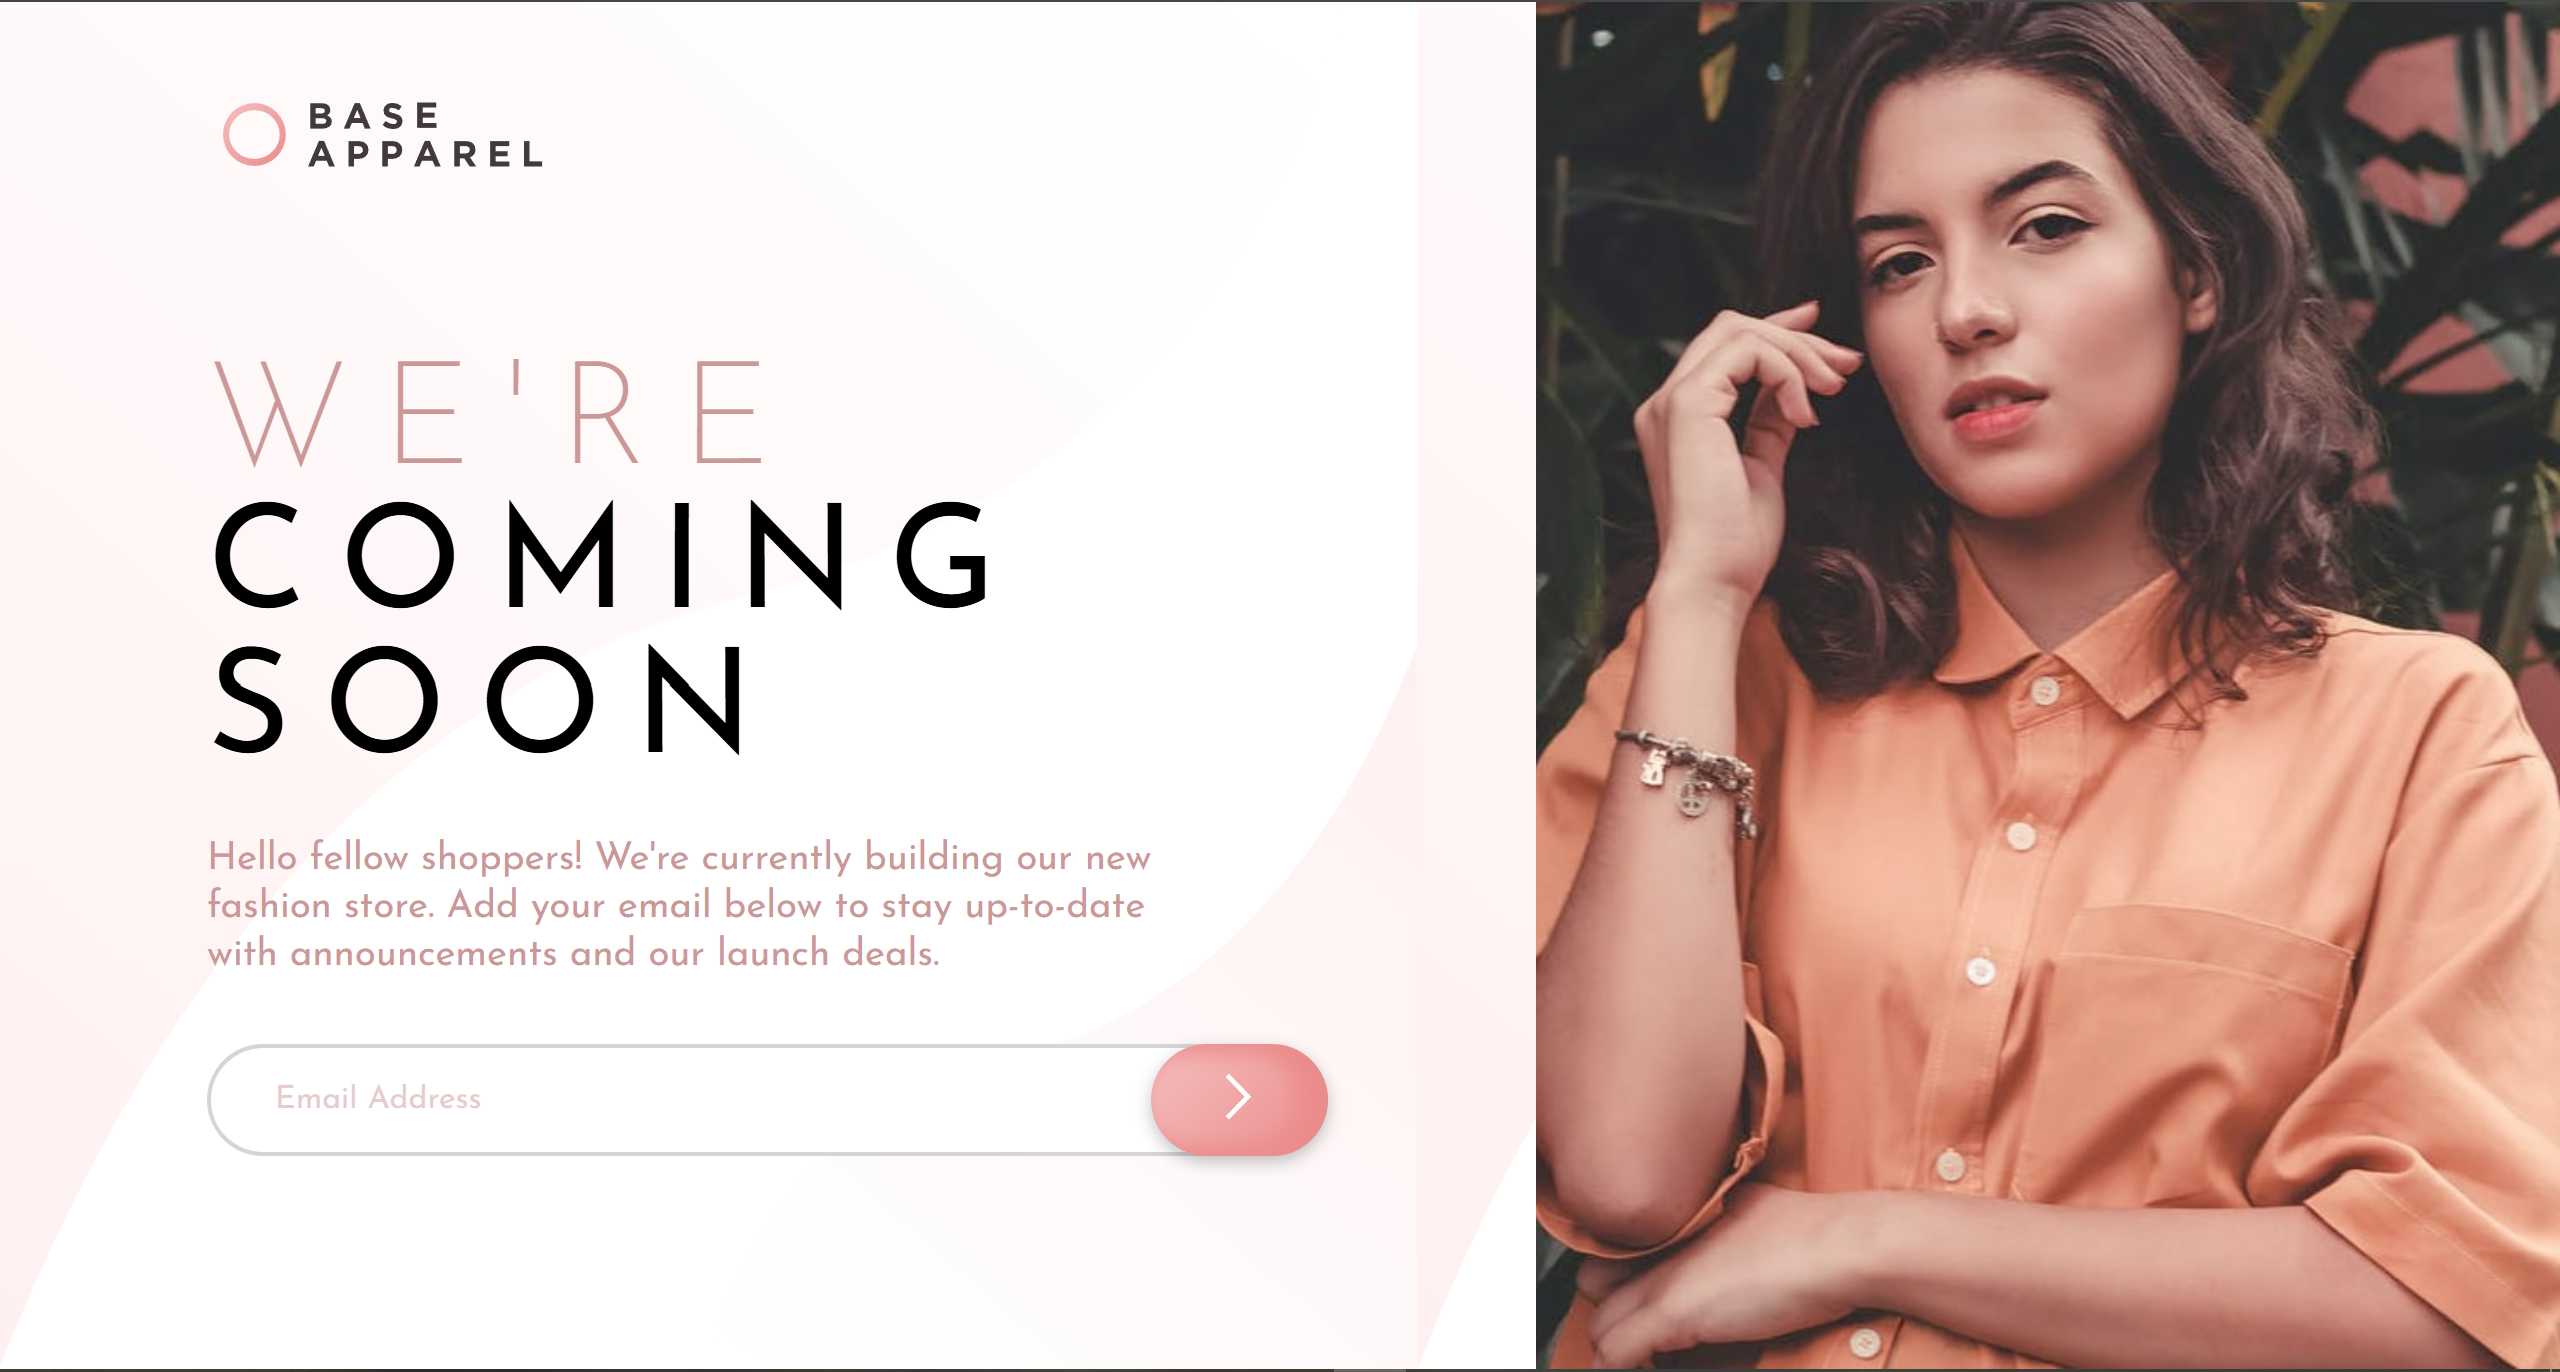 BASE
APPAREL
WE'RE
COMING
SOON
Hello fellow shoppers! We're currently building our new
fashion store. Add your email below to stay up-to-date
with announcements and our launch deals.
Email Address